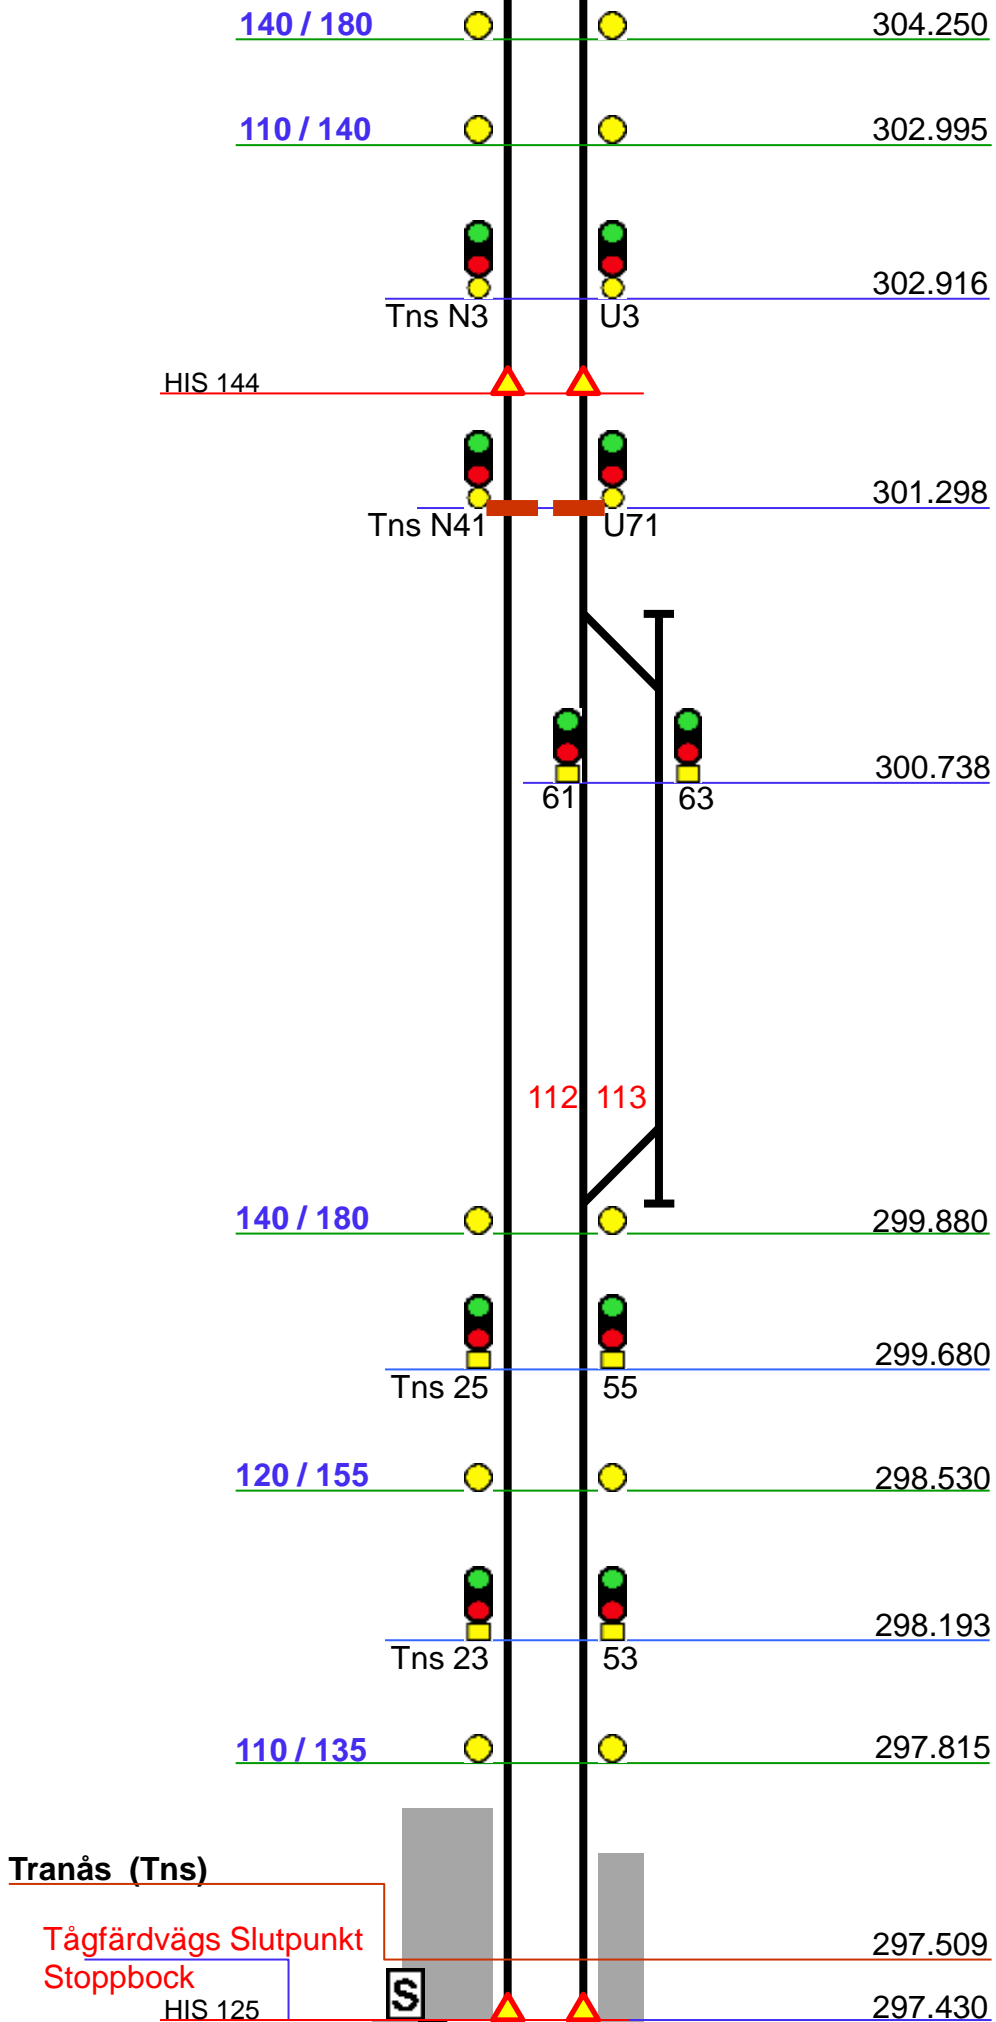 140 / 180 304.250
110 / 140 302.995
302.916
Tns N3 U3
HIS 144
301.298
Tns N41 U71
300.738
61 63
112 113
140 / 180 299.880
299.680
Tns 25 55
120 / 155 298.530
298.193
Tns 23 53
110 / 135 297.815
Tranås (Tns)
Tågfärdvägs Slutpunkt 297.509
Stoppbock
S
HIS 125 297.430